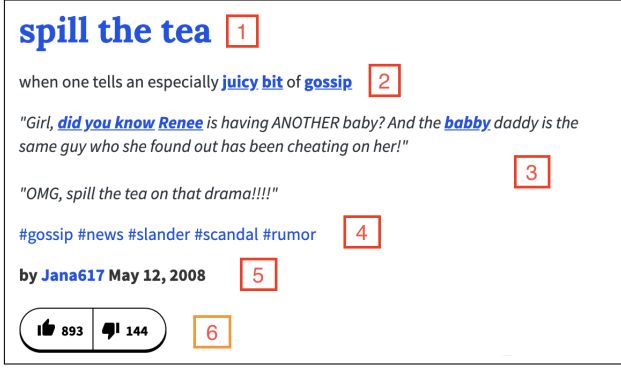 spill the tea 1
when one tells an especially juicy bit of gossip 2
"Girl, did you know Renee is having ANOTHER baby? And the babby daddy is the
same guy who she found out has been cheating on her!"
3
"OMG, spill the tea on that drama!!!!"
#gossip #news #slander #scandal #rumor 4
by Jana617 May 12, 2008 5
893 144 6